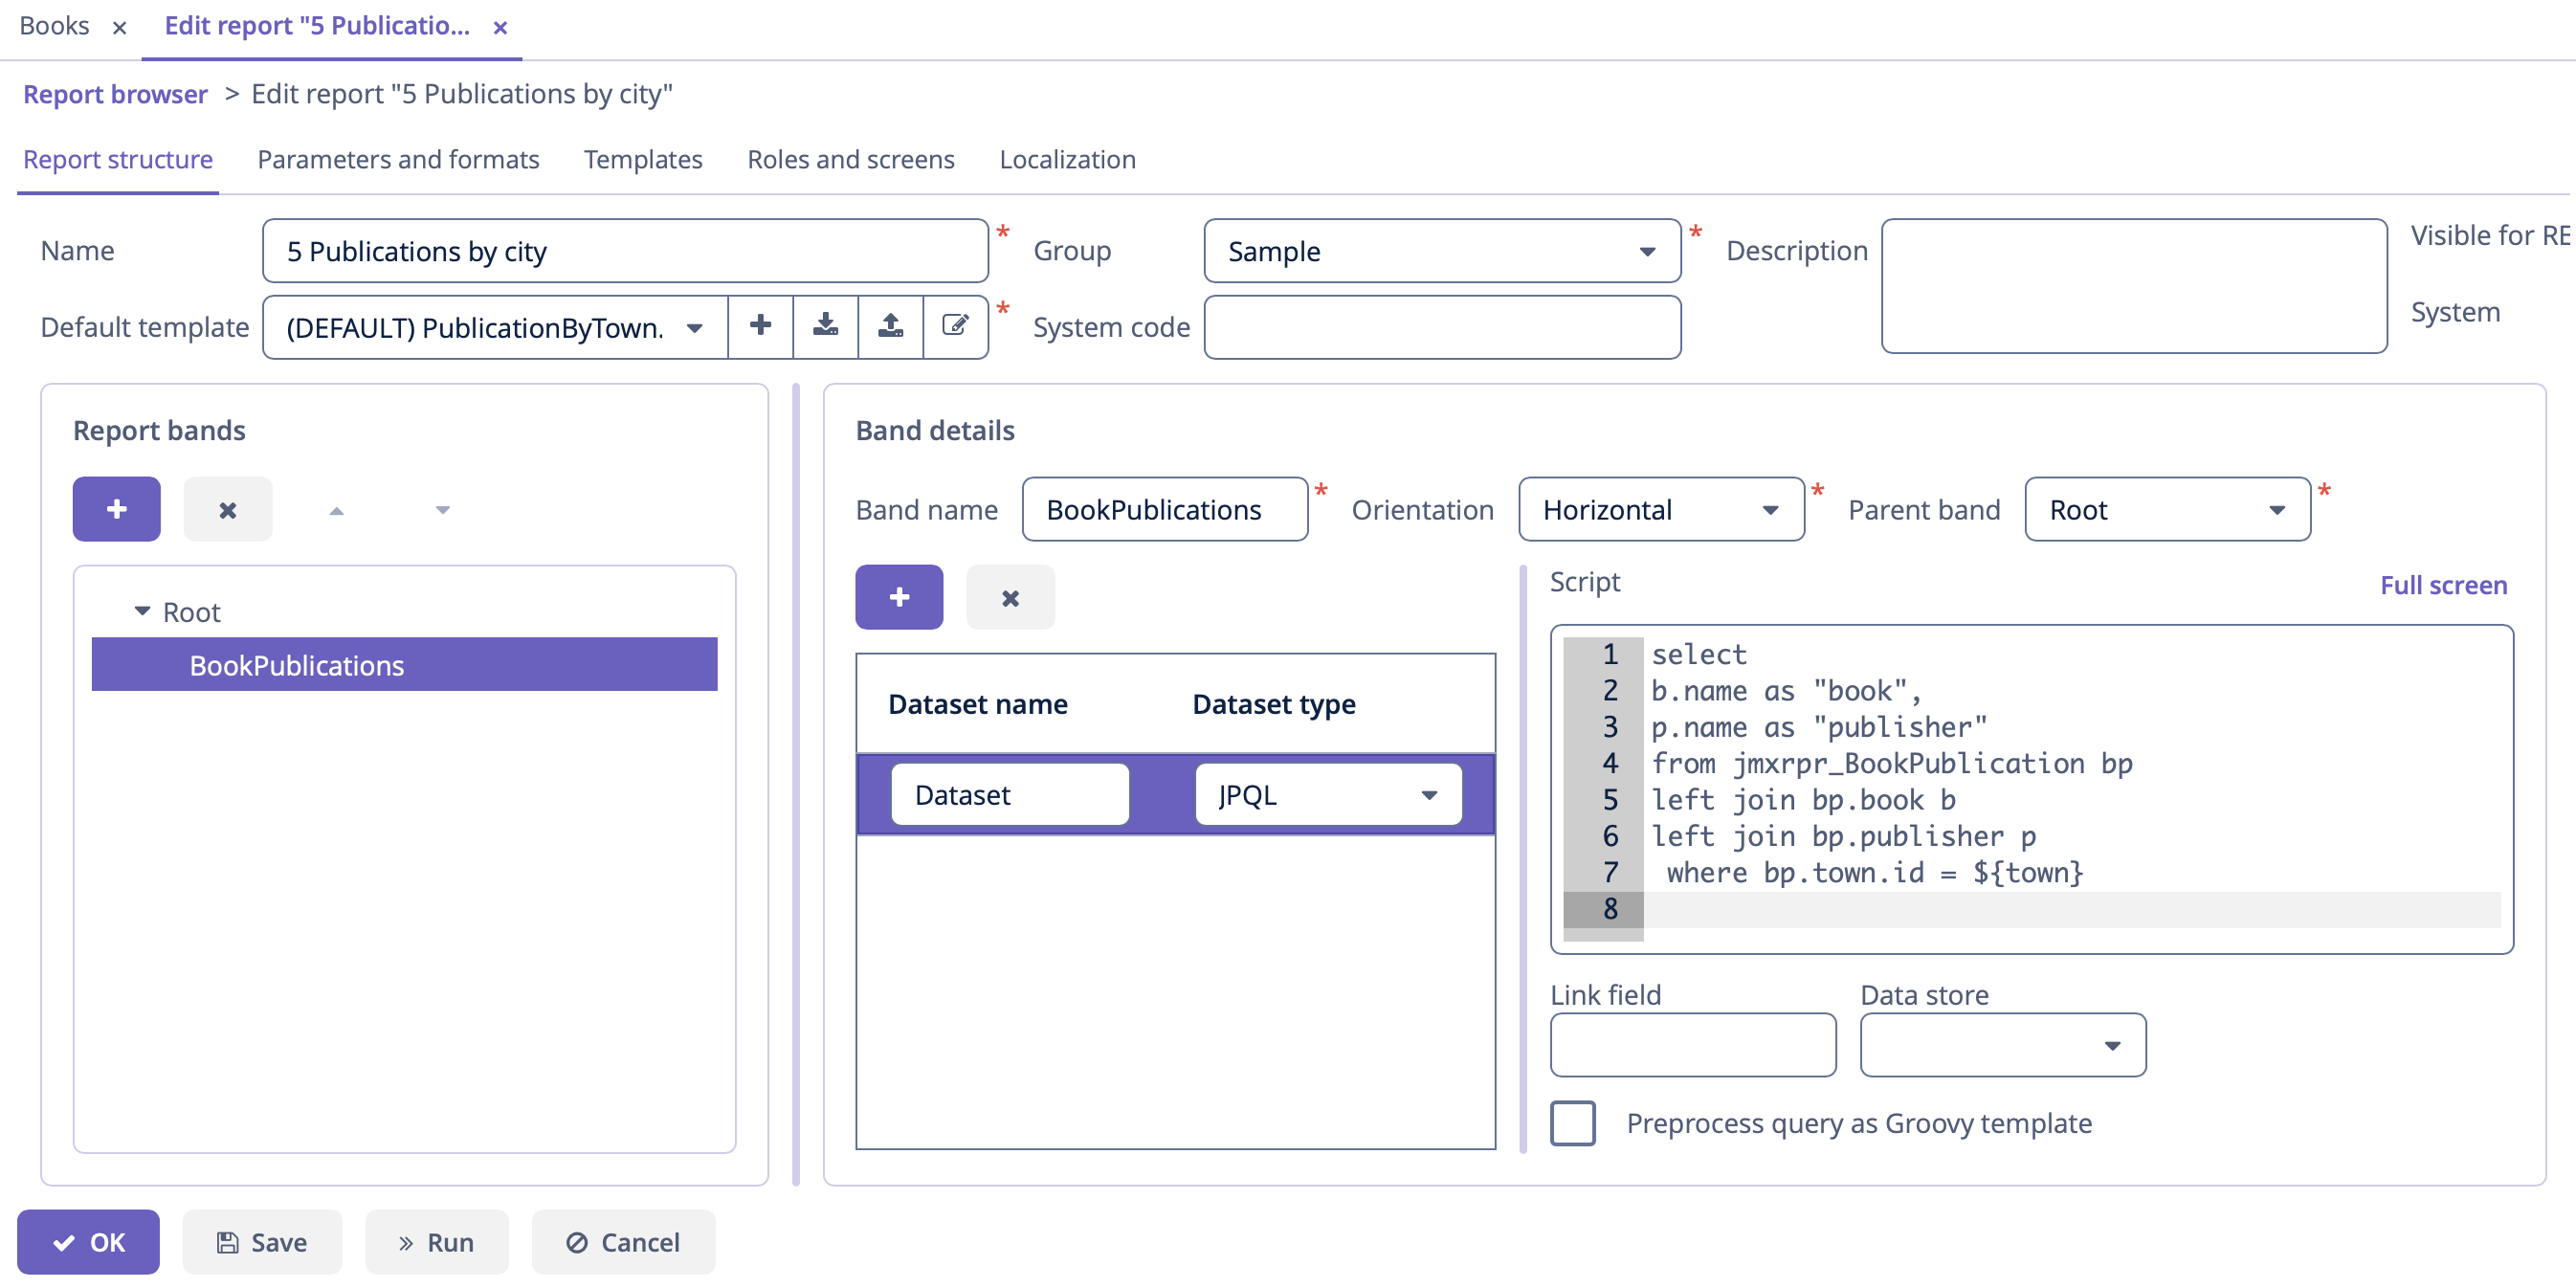 Books
Edit report "5 Publicatio...
Report browser > Edit report "5 Publications by city"
Report structure Parameters and formats Templates Roles and screens Localization
Name 5 Publications by city * Group Sample * Description Visible for RE
Default template (DEFAULT) PublicationByTown. * System code System
Report bands
Root
BookPublications
Band details
Band name BookPublications * Orientation Horizontal * Parent band Root *
Dataset name Dataset type
Dataset JPQL
Script Full screen
1 select
2 b.name as "book",
3 p.name as "publisher"
4 from jmxrpr_BookPublication bp
5 left join bp.book b
6 left join bp.publisher p
7 where bp.town.id = ${town}
8
Link field Data store
Preprocess query as Groovy template
OK Save Run Cancel